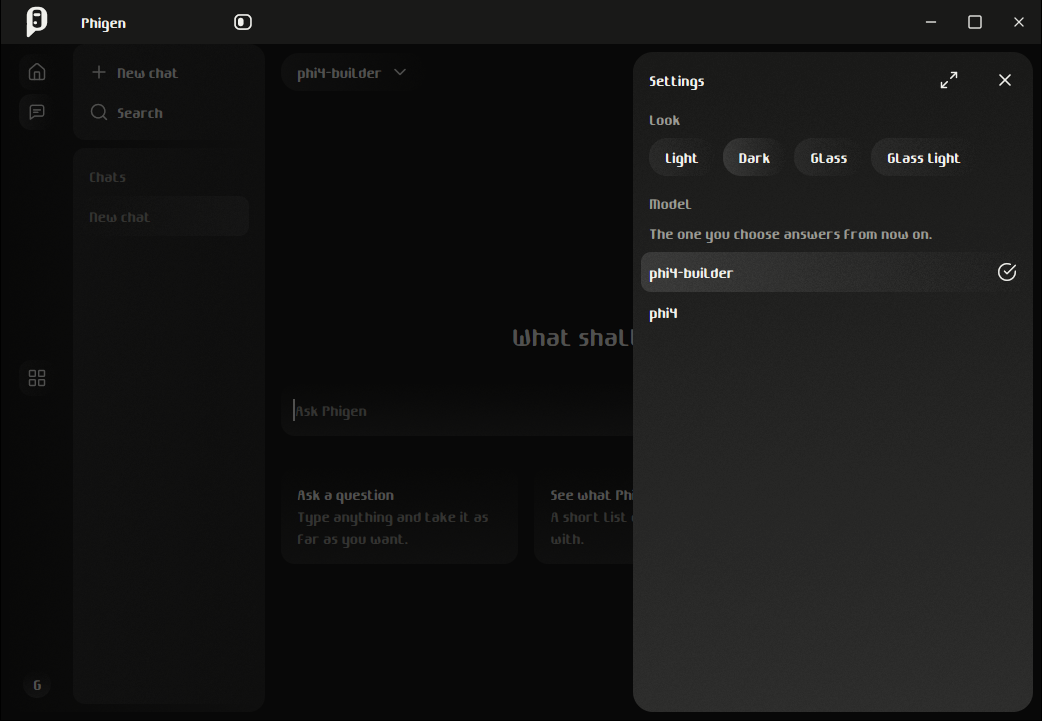 Phigen
New chat
Search
Chats
New chat
G
phi4-builder
What shall
Ask Phigen
Ask a question
Type anything and take it as
far as you want.
See what Phi
A short list
with.
Settings
Look
Light
Dark
Glass
Glass Light
Model
The one you choose answers from now on.
phi4-builder
phi4